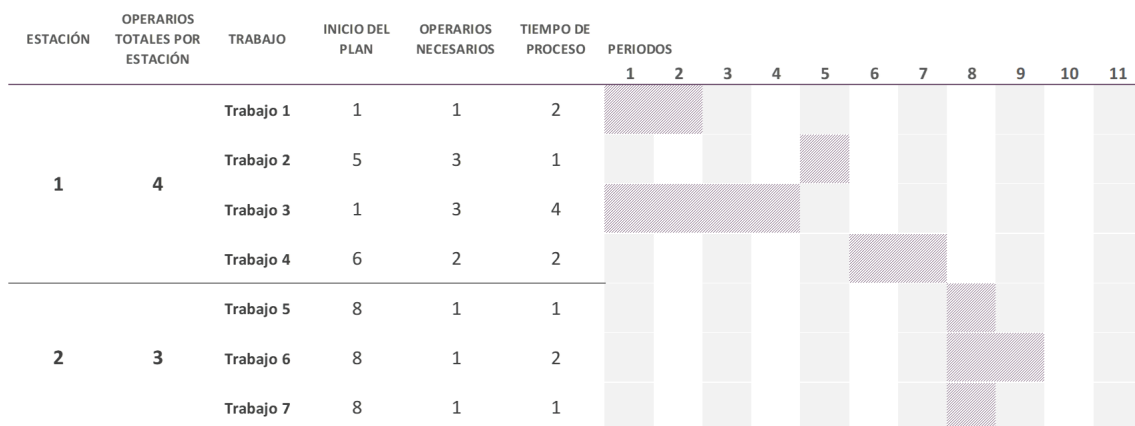 ESTACIÓN OPERARIOS TOTALES POR ESTACIÓN TRABAJO INICIO DEL PLAN OPERARIOS NECESARIOS TIEMPO DE PROCESO PERIODOS
1 2 3 4 5 6 7 8 9 10 11
Trabajo 1 1 1 2
Trabajo 2 5 3 1
1 4
Trabajo 3 1 3 4
Trabajo 4 6 2 2
Trabajo 5 8 1 1
2 3 Trabajo 6 8 1 2
Trabajo 7 8 1 1